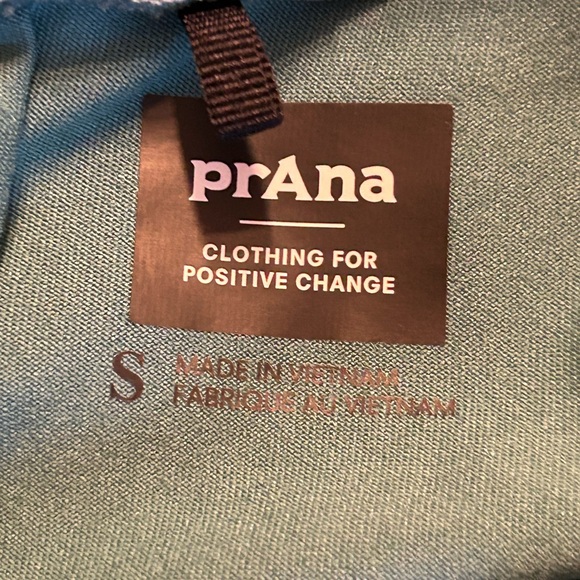 prAna
CLOTHING FOR
POSITIVE CHANGE
S
MADE IN VIETNAM
FABRIQUÉ AU VIETNAM